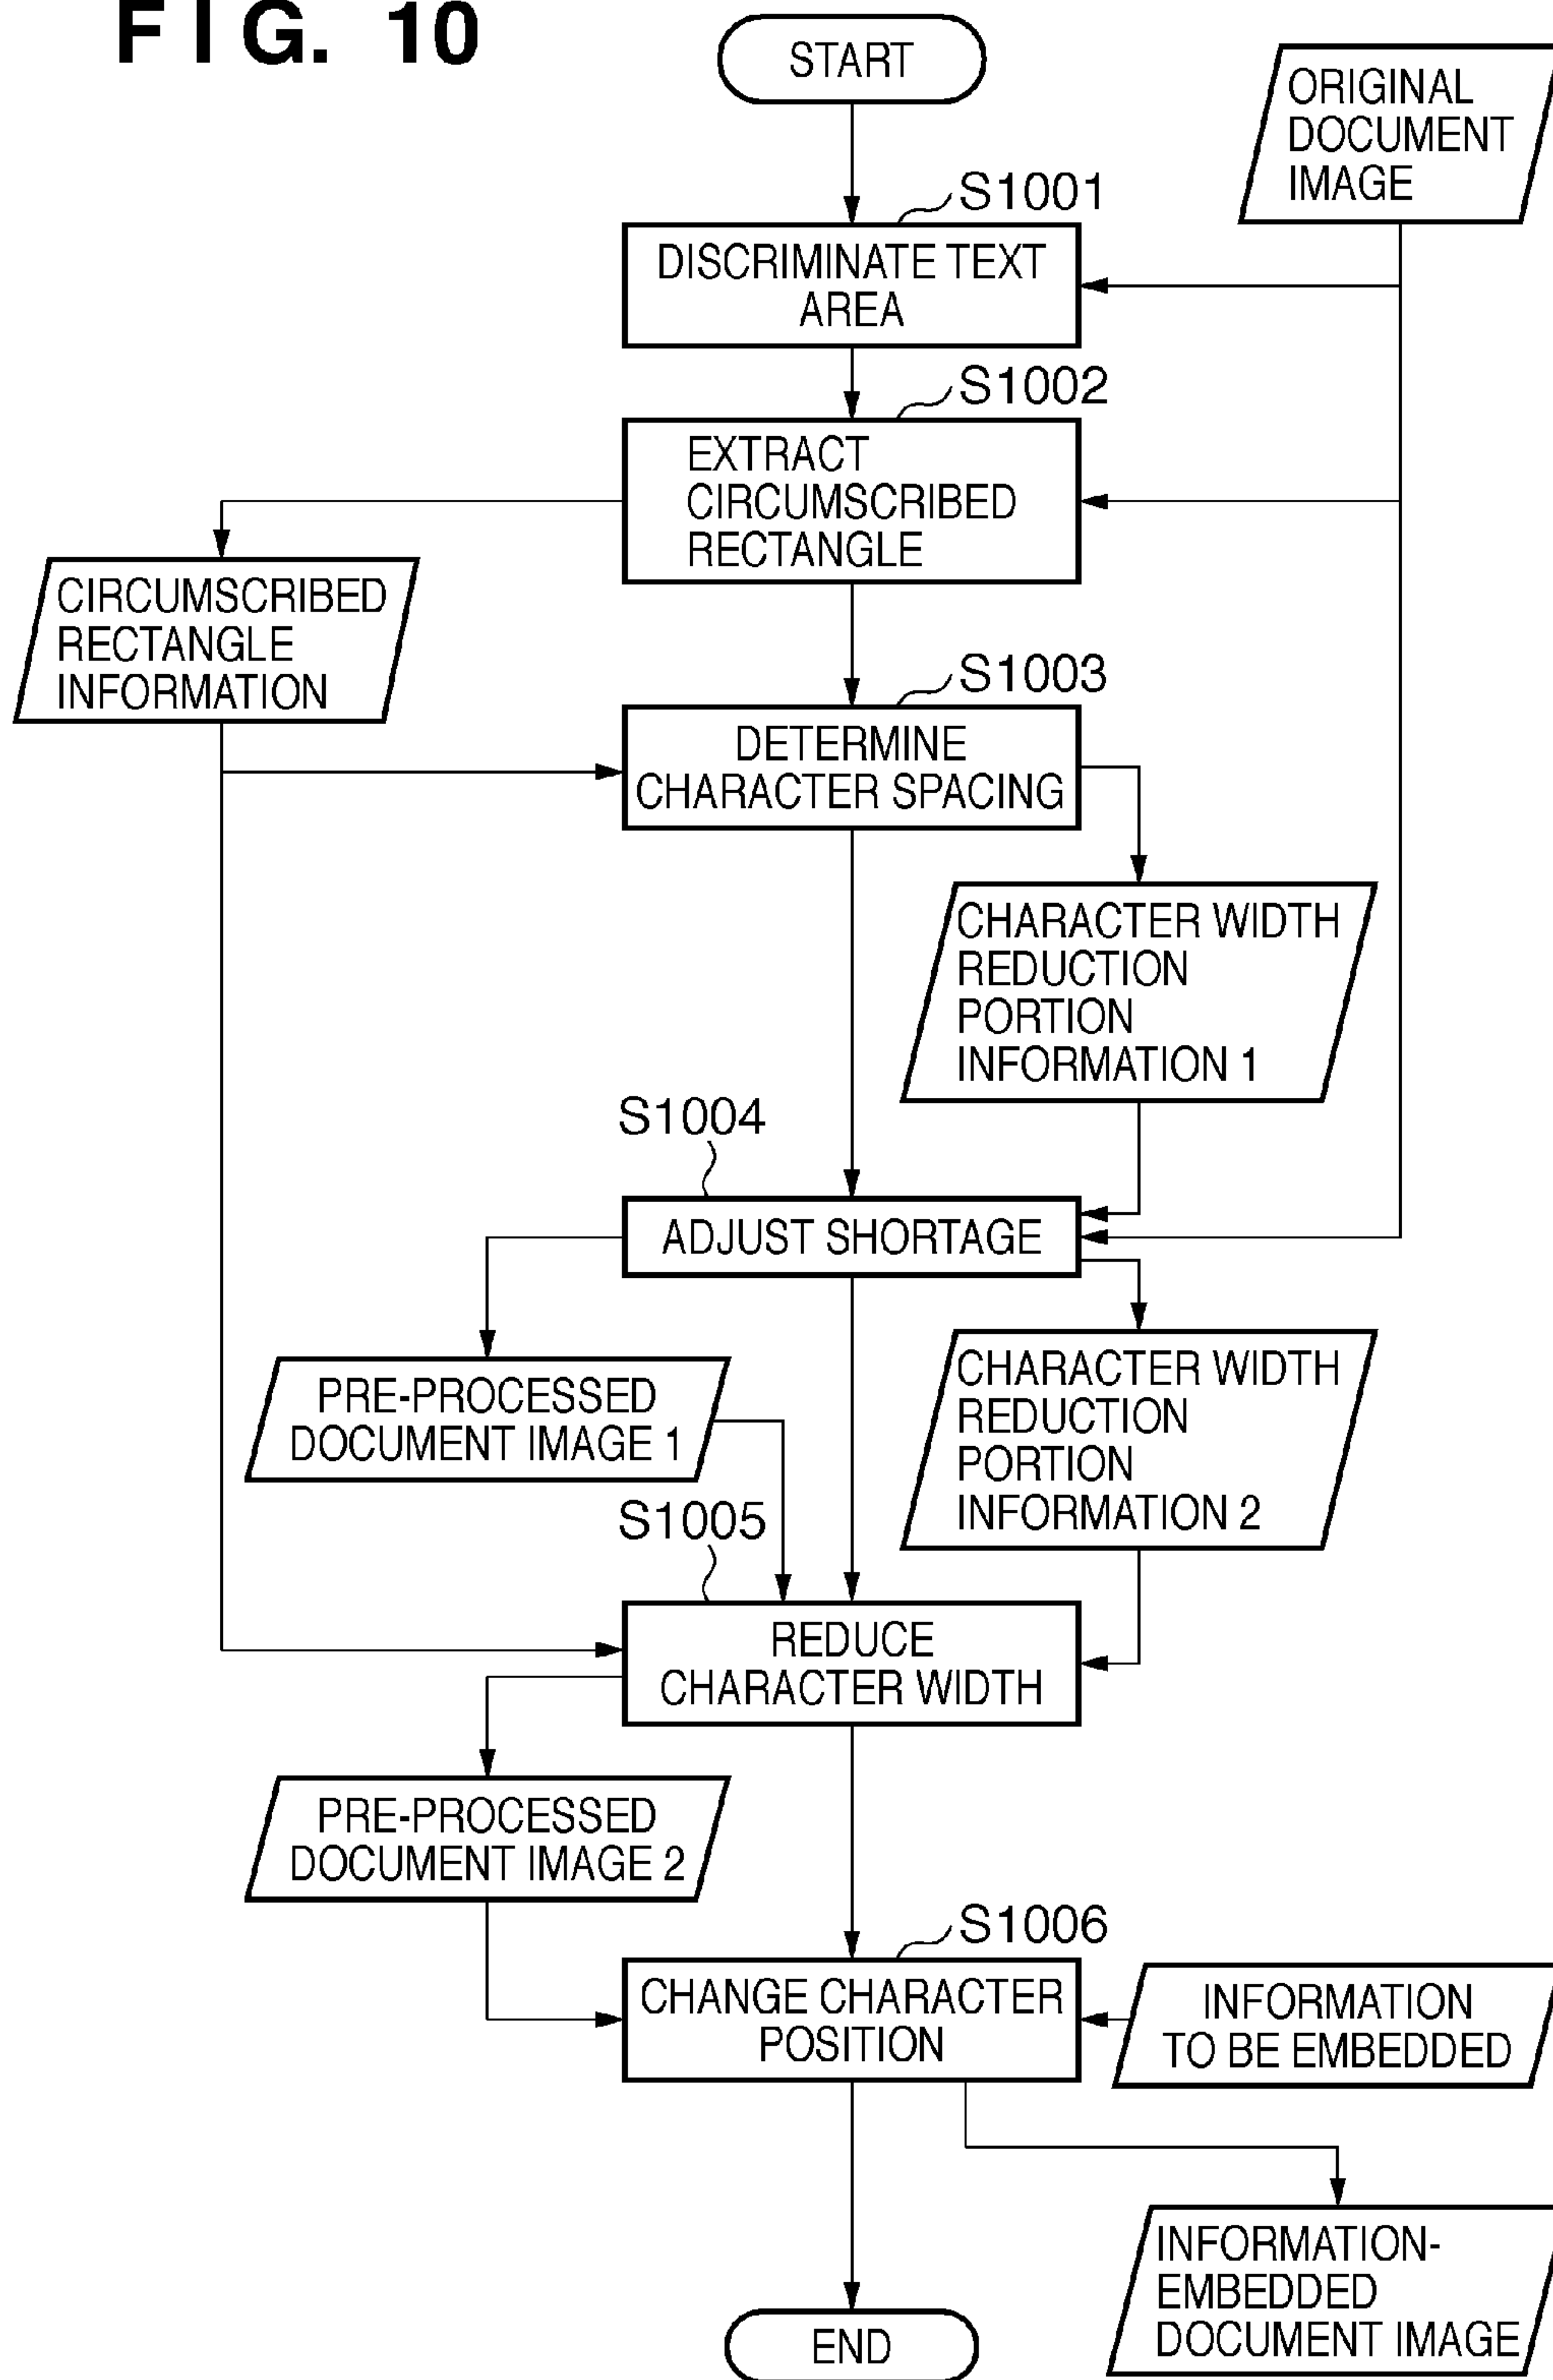 FIG. 10
START
ORIGINAL
DOCUMENT
IMAGE
S1001
DISCRIMINATE TEXT
AREA
S1002
EXTRACT
CIRCUMSCRIBED
RECTANGLE
CIRCUMSCRIBED
RECTANGLE
INFORMATION
S1003
DETERMINE
CHARACTER SPACING
CHARACTER WIDTH
REDUCTION
PORTION
INFORMATION 1
S1004
ADJUST SHORTAGE
PRE-PROCESSED
DOCUMENT IMAGE 1
CHARACTER WIDTH
REDUCTION
PORTION
INFORMATION 2
S1005
REDUCE
CHARACTER WIDTH
PRE-PROCESSED
DOCUMENT IMAGE 2
S1006
CHANGE CHARACTER
POSITION
INFORMATION
TO BE EMBEDDED
INFORMATION-
EMBEDDED
DOCUMENT IMAGE
END